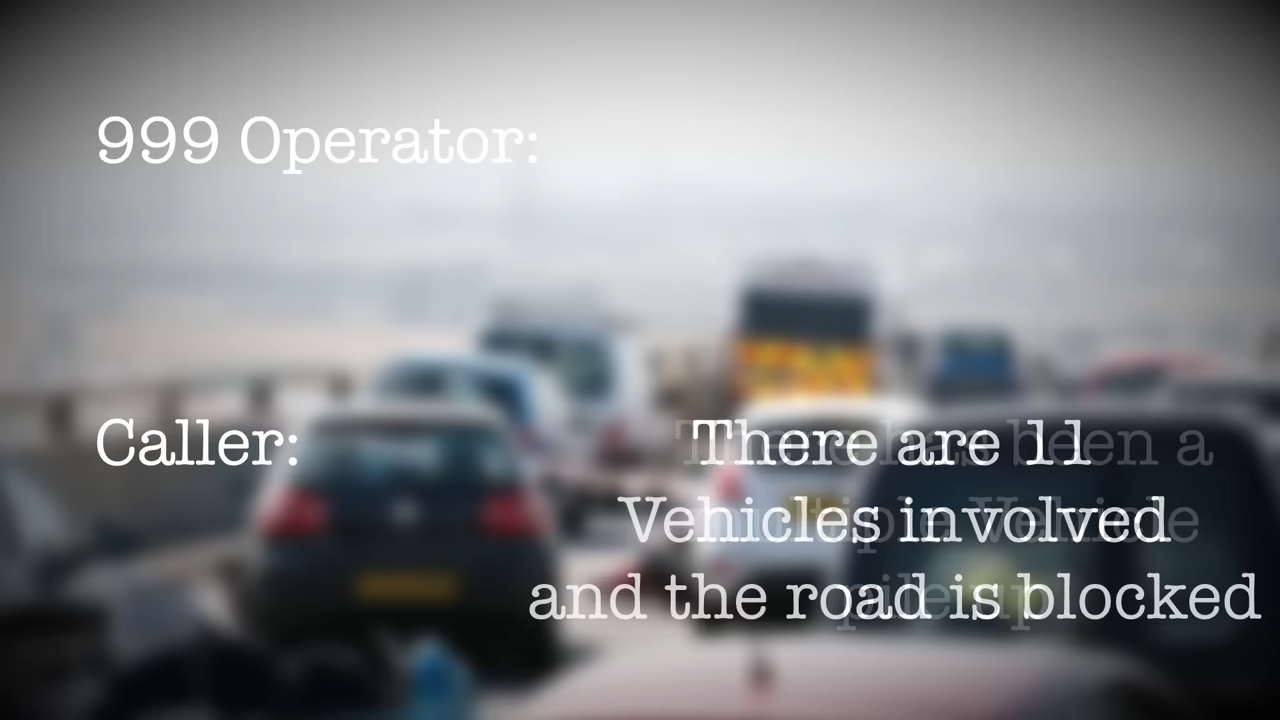 999 Operator:
Caller:
There are 11
Vehicles involved
and the road is blocked